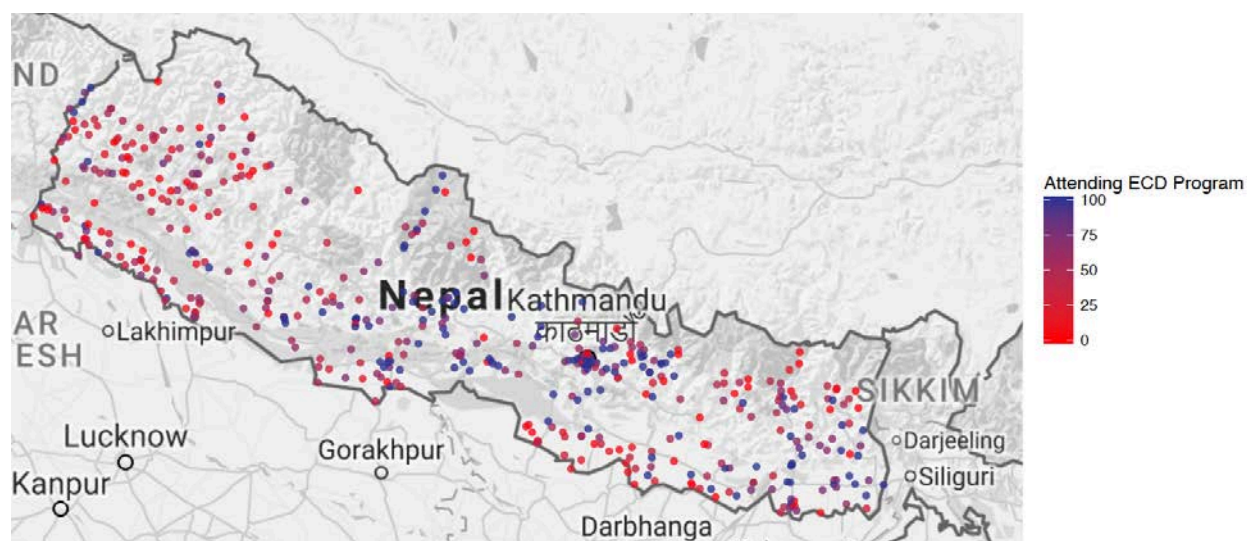 ND
Attending ECD Program
100
75
50
25
0
Nepal
Kathmandu
काठमाडौं
AR
ESH
Lakhimpur
SIKKIM
Lucknow
Gorakhpur
Darjeeling
Kanpur
Siliguri
Darbhanga